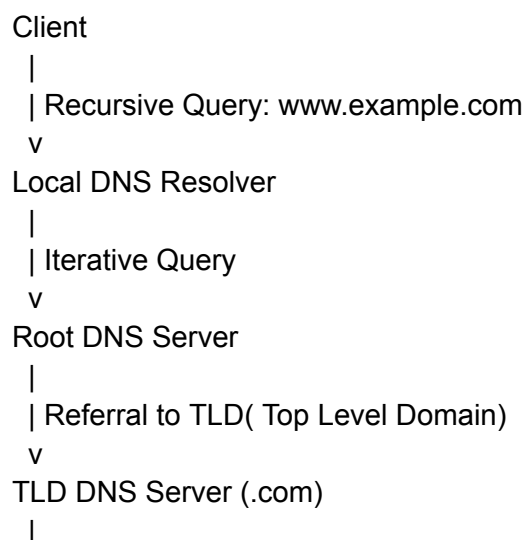 Client
|
| Recursive Query: www.example.com
v
Local DNS Resolver
|
| Iterative Query
v
Root DNS Server
|
| Referral to TLD( Top Level Domain)
v
TLD DNS Server (.com)
|